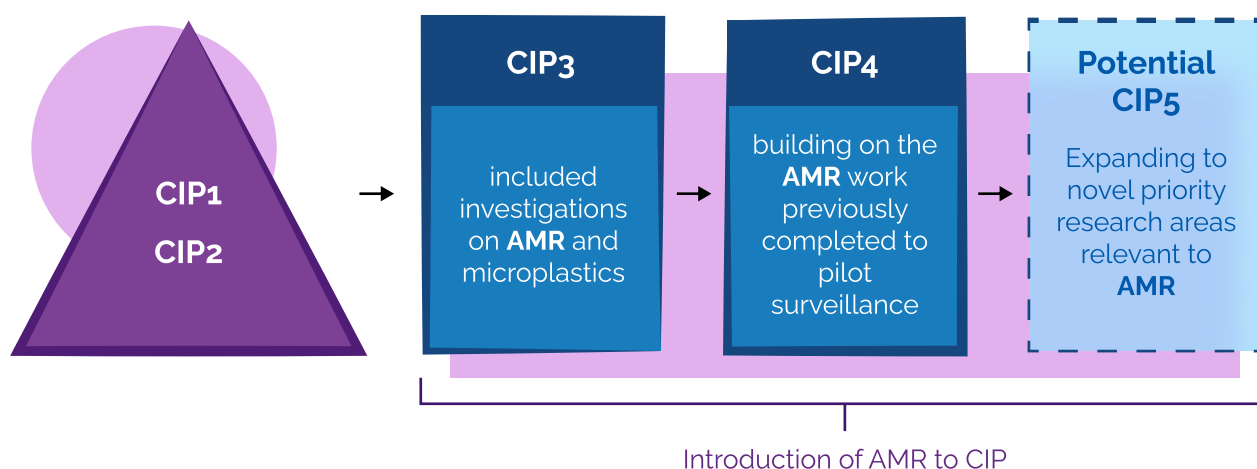 CIP1
CIP2
CIP3
included
investigations
on AMR and
microplastics
CIP4
building on the
AMR work
previously
completed to
pilot
surveillance
Potential
CIP5
Expanding to
novel priority
research areas
relevant to
AMR
Introduction of AMR to CIP